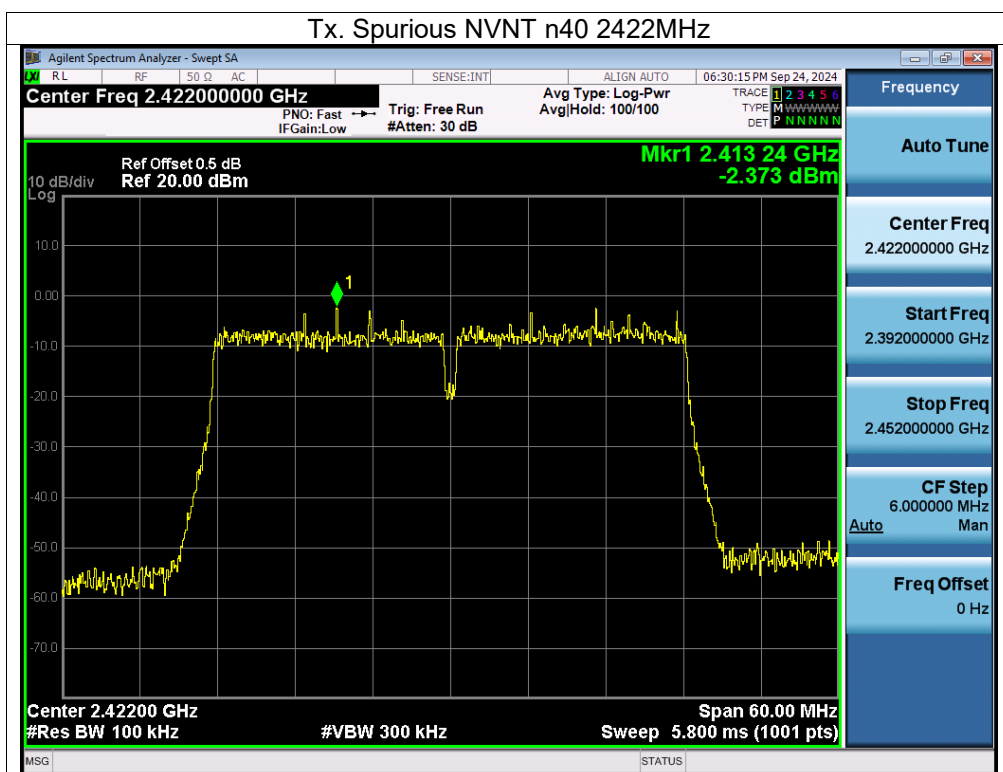 Tx. Spurious NVNT n40 2422MHz
Agilent Spectrum Analyzer - Swept SA
LXI RL RF 50 Ω AC SENSE:INT ALIGN AUTO 06:30:15 PM Sep 24, 2024
Center Freq 2.422000000 GHz
PNO: Fast
IFGain:Low
Trig: Free Run
#Atten: 30 dB
Avg Type: Log-Pwr
Avg|Hold: 100/100
TRACE 1 2 3 4 5 6
TYPE M WWWWW
DET P N N N N N
Mkr1 2.413 24 GHz
-2.373 dBm
Ref Offset 0.5 dB
10 dB/div Ref 20.00 dBm
Log
1
10.0
0.00
-10.0
-20.0
-30.0
-40.0
-50.0
-60.0
-70.0
Center 2.42200 GHz Span 60.00 MHz
#Res BW 100 kHz #VBW 300 kHz Sweep 5.800 ms (1001 pts)
MSG STATUS
Frequency
Auto Tune
Center Freq
2.422000000 GHz
Start Freq
2.392000000 GHz
Stop Freq
2.452000000 GHz
CF Step
6.000000 MHz
Auto Man
Freq Offset
0 Hz